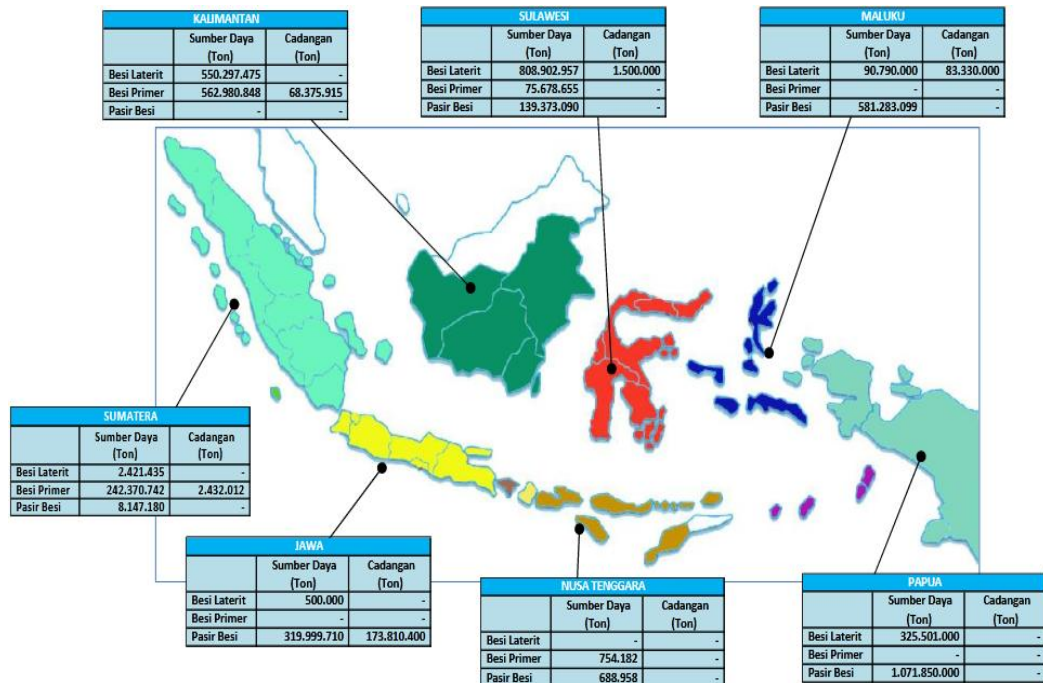 KALIMANTAN
Sumber Daya (Ton) Cadangan (Ton)
Besi Laterit 550.297.475 -
Besi Primer 562.980.848 68.375.915
Pasir Besi - -
SULAWESI
Sumber Daya (Ton) Cadangan (Ton)
Besi Laterit 808.902.957 1.500.000
Besi Primer 75.678.655 -
Pasir Besi 139.373.090 -
MALUKU
Sumber Daya (Ton) Cadangan (Ton)
Besi Laterit 90.790.000 83.330.000
Besi Primer - -
Pasir Besi 581.283.099 -
SUMATERA
Sumber Daya (Ton) Cadangan (Ton)
Besi Laterit 2.421.435 -
Besi Primer 242.370.742 2.432.012
Pasir Besi 8.147.180 -
JAWA
Sumber Daya (Ton) Cadangan (Ton)
Besi Laterit 500.000 -
Besi Primer - -
Pasir Besi 319.999.710 173.810.400
NUSA TENGGARA
Sumber Daya (Ton) Cadangan (Ton)
Besi Laterit - -
Besi Primer 754.182 -
Pasir Besi 688.958 -
PAPUA
Sumber Daya (Ton) Cadangan (Ton)
Besi Laterit 325.501.000 -
Besi Primer - -
Pasir Besi 1.071.850.000 -